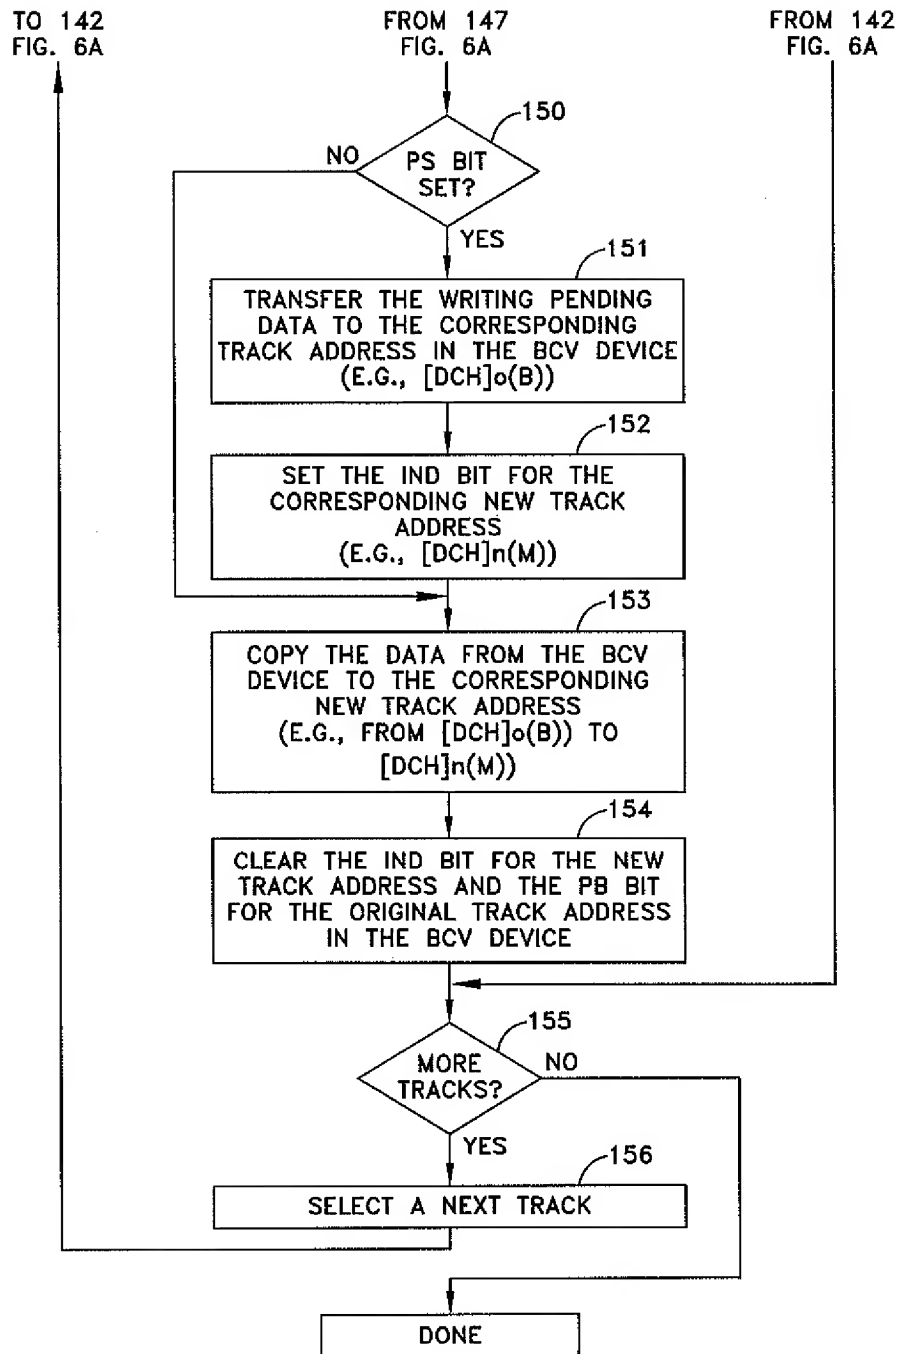 TO 142
FIG. 6A
FROM 147
FIG. 6A
FROM 142
FIG. 6A
150
NO
PS BIT
SET?
YES
151
TRANSFER THE WRITING PENDING
DATA TO THE CORRESPONDING
TRACK ADDRESS IN THE BCV DEVICE
(E.G., [DCH]o(B))
152
SET THE IND BIT FOR THE
CORRESPONDING NEW TRACK
ADDRESS
(E.G., [DCH]n(M))
153
COPY THE DATA FROM THE BCV
DEVICE TO THE CORRESPONDING
NEW TRACK ADDRESS
(E.G., FROM [DCH]o(B)) TO
[DCH]n(M))
154
CLEAR THE IND BIT FOR THE NEW
TRACK ADDRESS AND THE PB BIT
FOR THE ORIGINAL TRACK ADDRESS
IN THE BCV DEVICE
155
MORE
TRACKS?
NO
YES
156
SELECT A NEXT TRACK
DONE